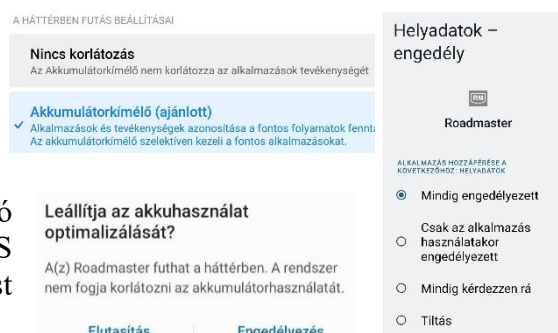 A HÁTTÉRBEN FUTÁS BEÁLLÍTÁSAI
Nincs korlátozás
Az Akkumulátorkímélő nem korlátozza az alkalmazások tevékenységét
Akkumulátorkímélő (ajánlott)
Alkalmazások és tevékenységek azonosítása a fontos folyamatok
Az akkumulátorkímélő szelektíven kezeli a fontos alkalmazásokat.
Leállítja az akkuhasználat
optimalizálását?
A(z) Roadmaster futhat a háttérben. A rendszer
nem fogja korlátozni az akkumulátorhasználatát.
Elutasítás Engedélyezés
Helyadatok –
engedély
RM
Roadmaster
ALKALMAZÁS HOZZÁFÉRÉSE A
KÖVETKEZŐHÖZ: HELYADATOK
Mindig engedélyezett
Csak az alkalmazás
használatakor
engedélyezett
Mindig kérdezzen rá
Tiltás